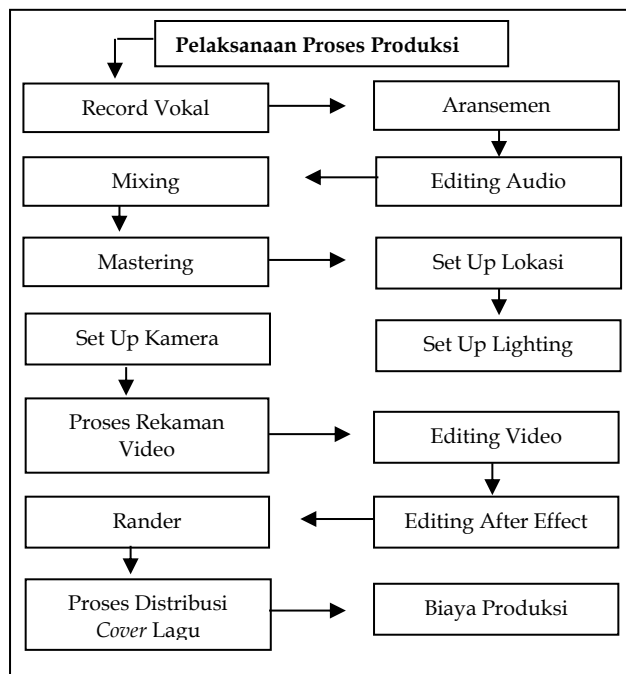 Pelaksanaan Proses Produksi
Record Vokal
Aransemen
Mixing
Editing Audio
Mastering
Set Up Lokasi
Set Up Kamera
Set Up Lighting
Proses Rekaman
Video
Editing Video
Rander
Editing After Effect
Proses Distribusi
Cover Lagu
Biaya Produksi